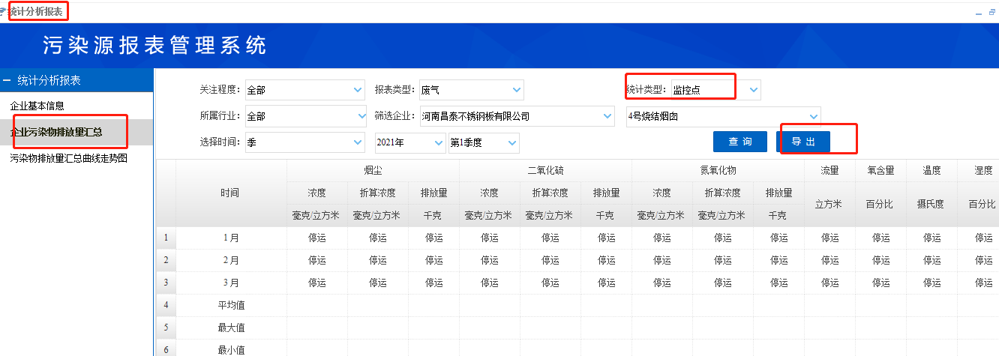 统计分析报表
污染源报表管理系统
统计分析报表
企业基本信息
企业污染物排放量汇总
污染物排放量汇总曲线走势图
关注程度: 全部 报表类型: 废气 统计类型: 监控点
所属行业: 全部 筛选企业: 河南昌泰不锈钢板有限公司 4号烧结烟囱
选择时间: 季 2021年 第1季度 查询 导出
时间 烟尘 二氧化硫 氮氧化物 流量 氧含量 温度 湿度
浓度 折算浓度 排放量 浓度 折算浓度 排放量 浓度 折算浓度 排放量 立方米 百分比 摄氏度 百分比
毫克/立方米 毫克/立方米 千克 毫克/立方米 毫克/立方米 千克 毫克/立方米 毫克/立方米 千克
1 1月 停运 停运 停运 停运 停运 停运 停运 停运 停运 停运 停运 停运 停运
2 2月 停运 停运 停运 停运 停运 停运 停运 停运 停运 停运 停运 停运 停运
3 3月 停运 停运 停运 停运 停运 停运 停运 停运 停运 停运 停运 停运 停运
4 平均值
5 最大值
6 最小值